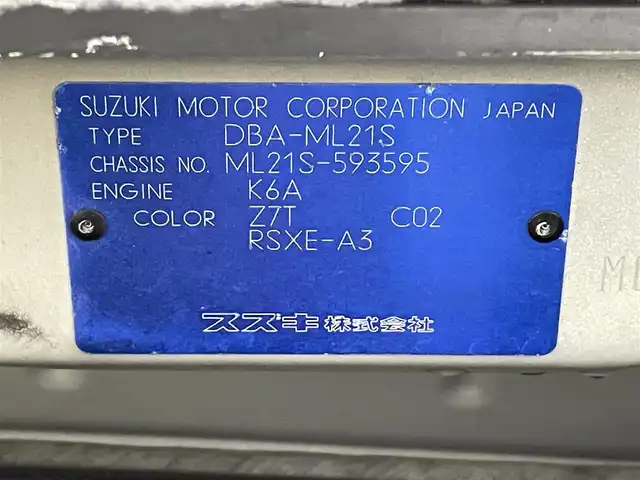 SUZUKI MOTOR CORPORATION JAPAN
TYPE DBA-ML21S
CHASSIS NO. ML21S-593595
ENGINE K6A
COLOR Z7T C02
RSXE-A3
スズキ株式会社